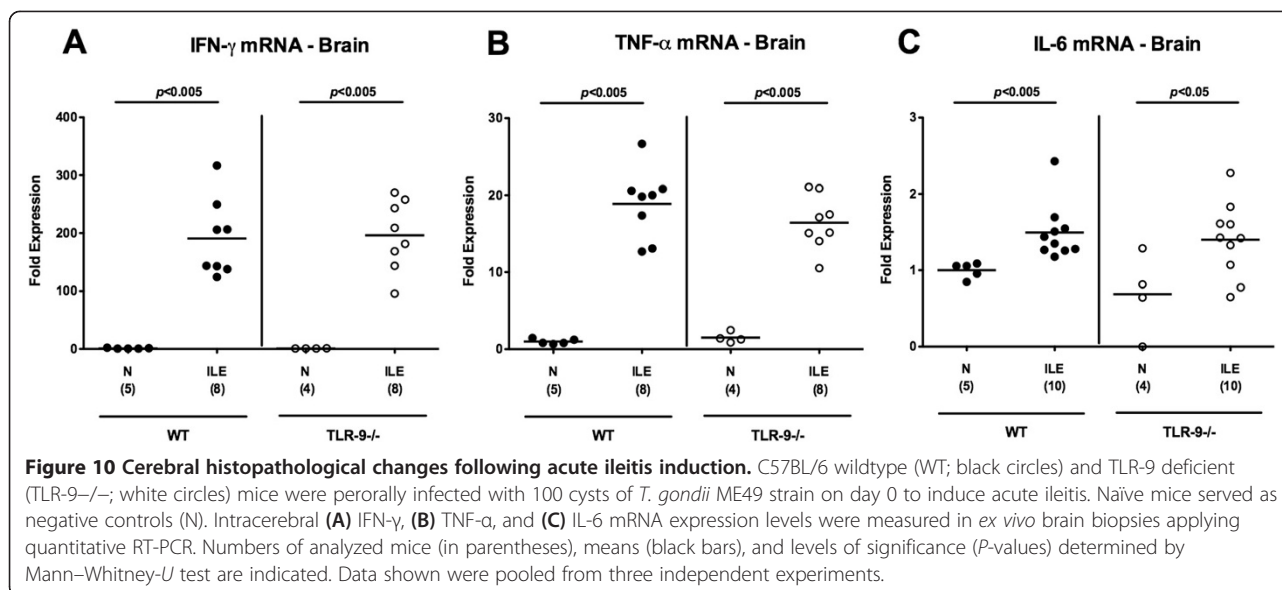 A
IFN-γ mRNA - Brain
p<0.005
p<0.005
Fold Expression
400
300
200
100
0
N
ILE
N
ILE
(5)
(8)
(4)
(8)
WT
TLR-9-/-
B
TNF-α mRNA - Brain
p<0.005
p<0.005
Fold Expression
30
20
10
0
N
ILE
N
ILE
(5)
(8)
(4)
(8)
WT
TLR-9-/-
C
IL-6 mRNA - Brain
p<0.005
p<0.05
Fold Expression
3
2
1
0
N
ILE
N
ILE
(5)
(10)
(4)
(10)
WT
TLR-9-/-
Figure 10 Cerebral histopathological changes following acute ileitis induction. C57BL/6 wildtype (WT; black circles) and TLR-9 deficient
(TLR-9−/−; white circles) mice were perorally infected with 100 cysts of T. gondii ME49 strain on day 0 to induce acute ileitis. Naïve mice served as
negative controls (N). Intracerebral (A) IFN-γ, (B) TNF-α, and (C) IL-6 mRNA expression levels were measured in ex vivo brain biopsies applying
quantitative RT-PCR. Numbers of analyzed mice (in parentheses), means (black bars), and levels of significance (P-values) determined by
Mann–Whitney-U test are indicated. Data shown were pooled from three independent experiments.